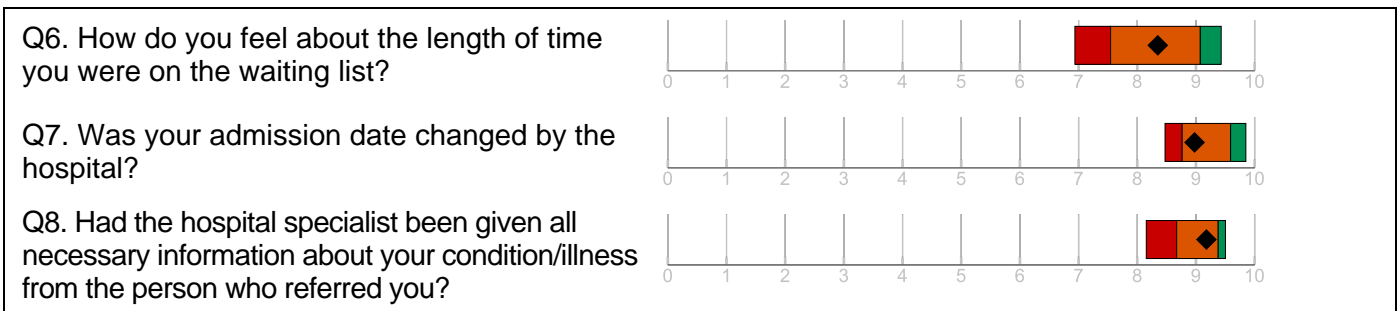 Q6. How do you feel about the length of time
you were on the waiting list?
0 1 2 3 4 5 6 7 8 9 10
Q7. Was your admission date changed by the
hospital?
0 1 2 3 4 5 6 7 8 9 10
Q8. Had the hospital specialist been given all
necessary information about your condition/illness
from the person who referred you?
0 1 2 3 4 5 6 7 8 9 10